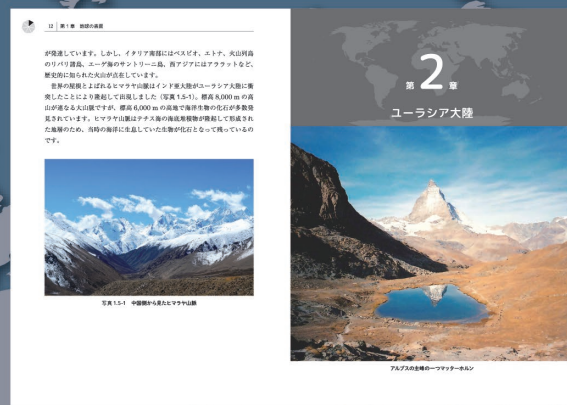 12 第1章 地球の表面
が発達しています。しかし、イタリア南部にはベスビオ、エトナ、火山列島
のリパリ諸島、エーゲ海のサントリーニ島、西アジアにはアララットなど、
歴史的に知られた火山が点在しています。
世界の屋根とよばれるヒマラヤ山脈はインド亜大陸がユーラシア大陸に衝
突したことにより隆起して出現しました（写真1.5-1）。標高8,000 mの高
山が連なる大山脈ですが、標高6,000 mの高地で海洋生物の化石が多数発
見されています。ヒマラヤ山脈はテチス海の海底堆積物が隆起して形成され
た地層のため、当時の海洋に生息していた生物が化石となって残っているの
です。
写真1.5-1 中国側から見たヒマラヤ山脈
第2章
ユーラシア大陸
アルプスの主峰の一つマッターホルン